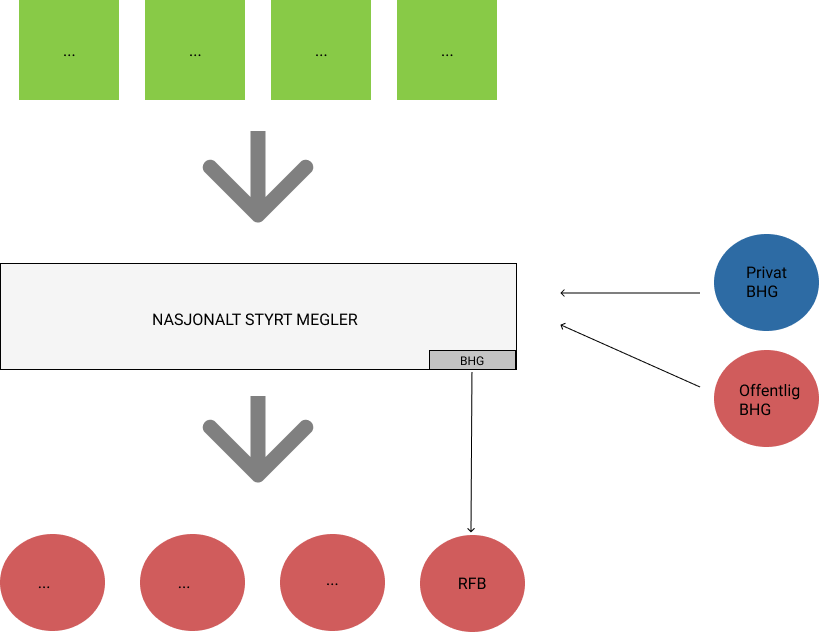 ... ... ... ...
NASJONALT STYRT MEGLER
BHG
Privat
BHG
Offentlig
BHG
... ... ... RFB